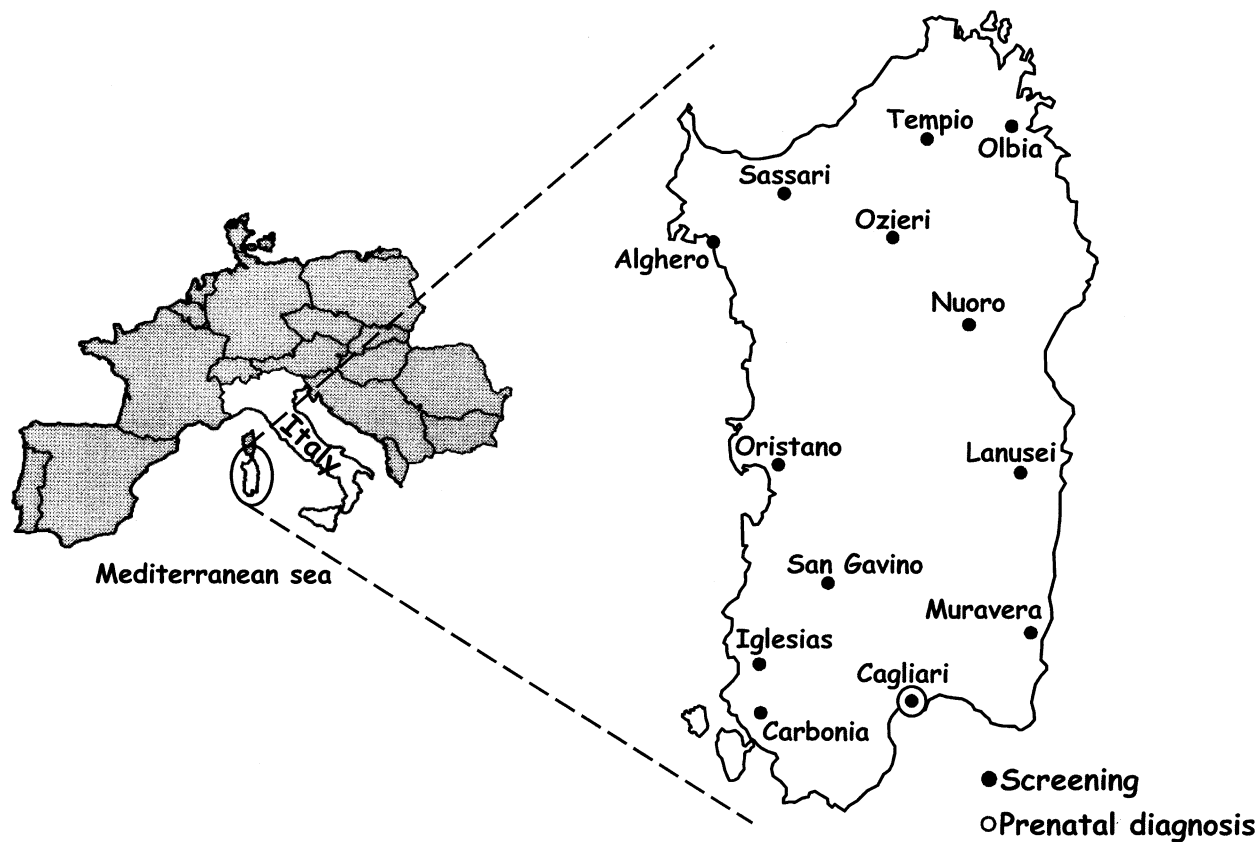 Tempio
Olbia
Sassari
Ozieri
Alghero
Nuoro
Italy
Oristano
Lanusei
Mediterranean sea
San Gavino
Muravera
Iglesias
Cagliari
Carbonia
Screening
Prenatal diagnosis